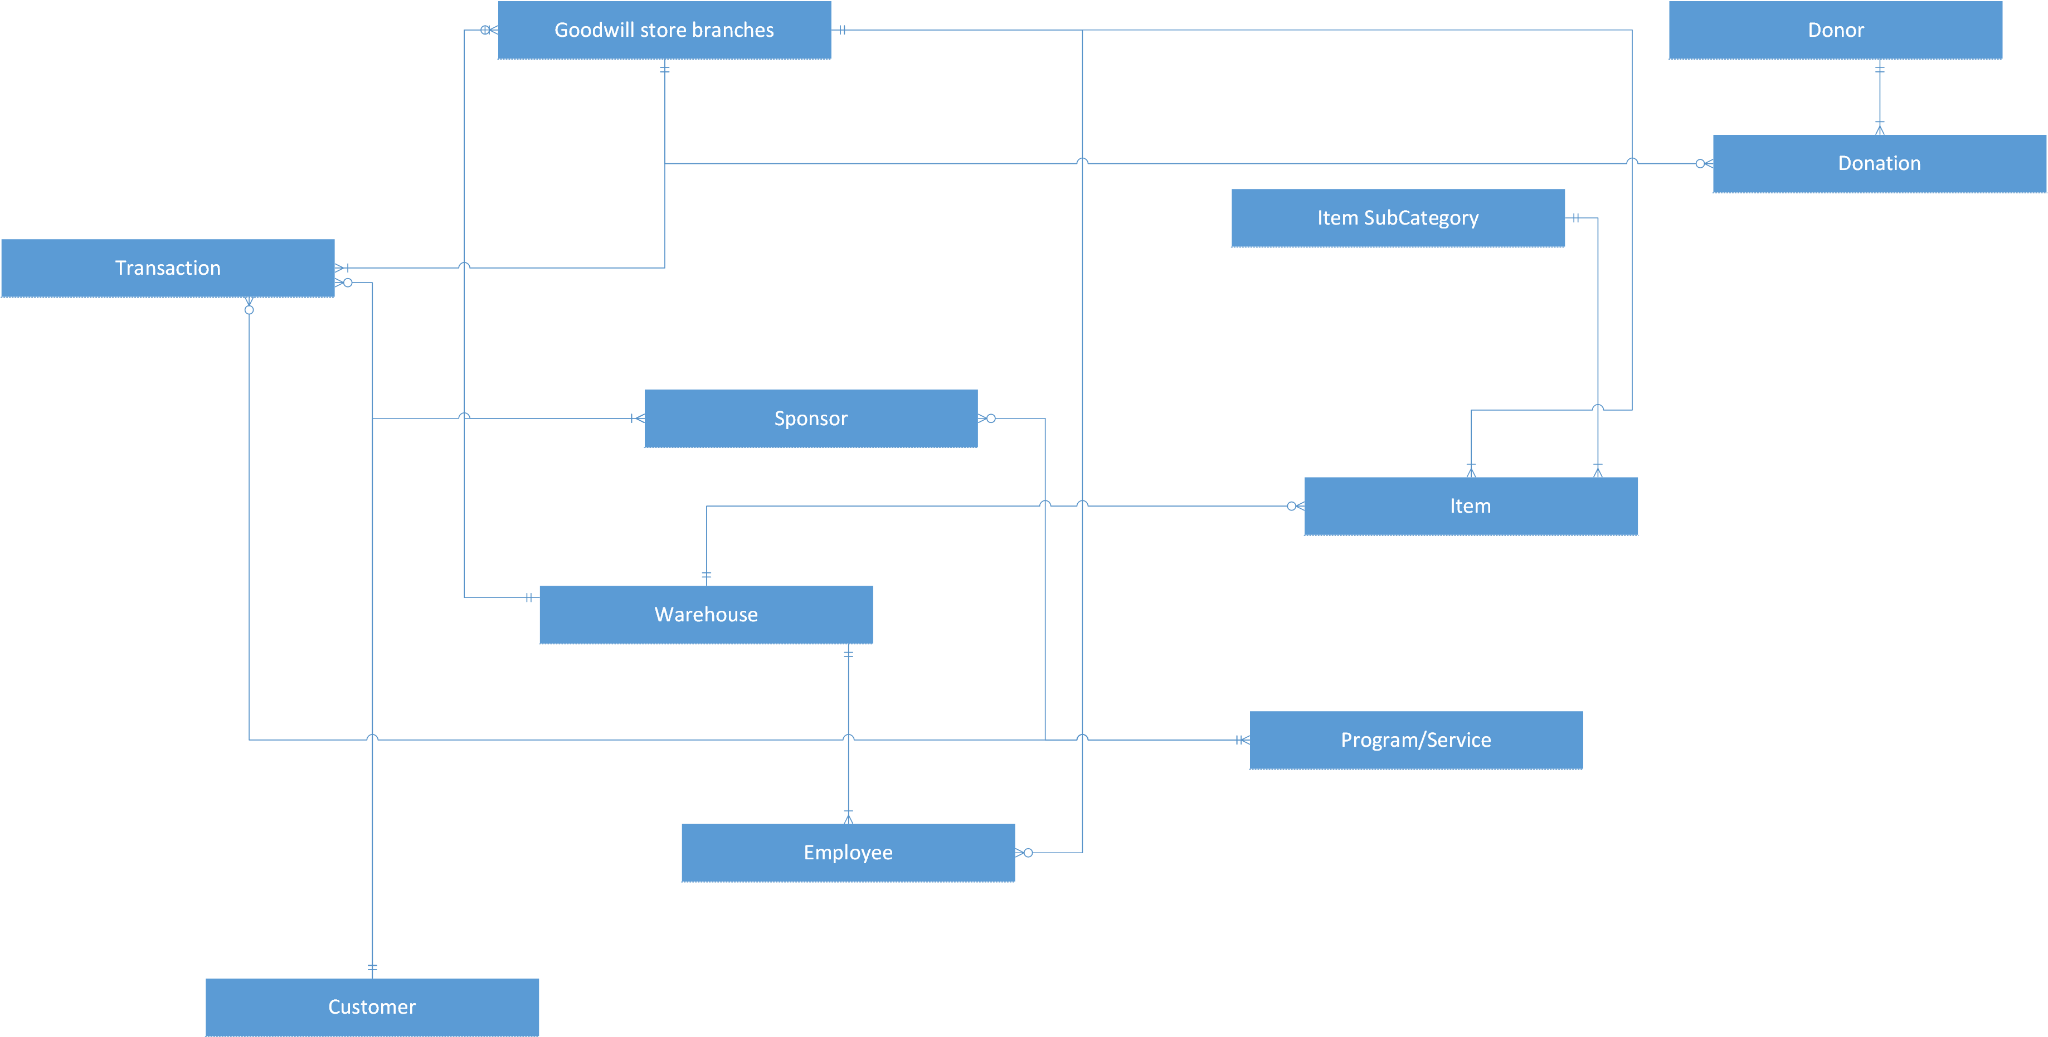 Goodwill store branches
Donor
Donation
Item SubCategory
Transaction
Sponsor
Item
Warehouse
Program/Service
Employee
Customer